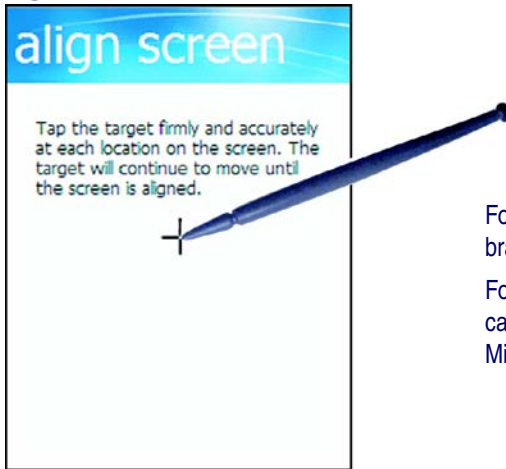 align screen
Tap the target firmly and accurately
at each location on the screen. The
target will continue to move until
the screen is aligned.